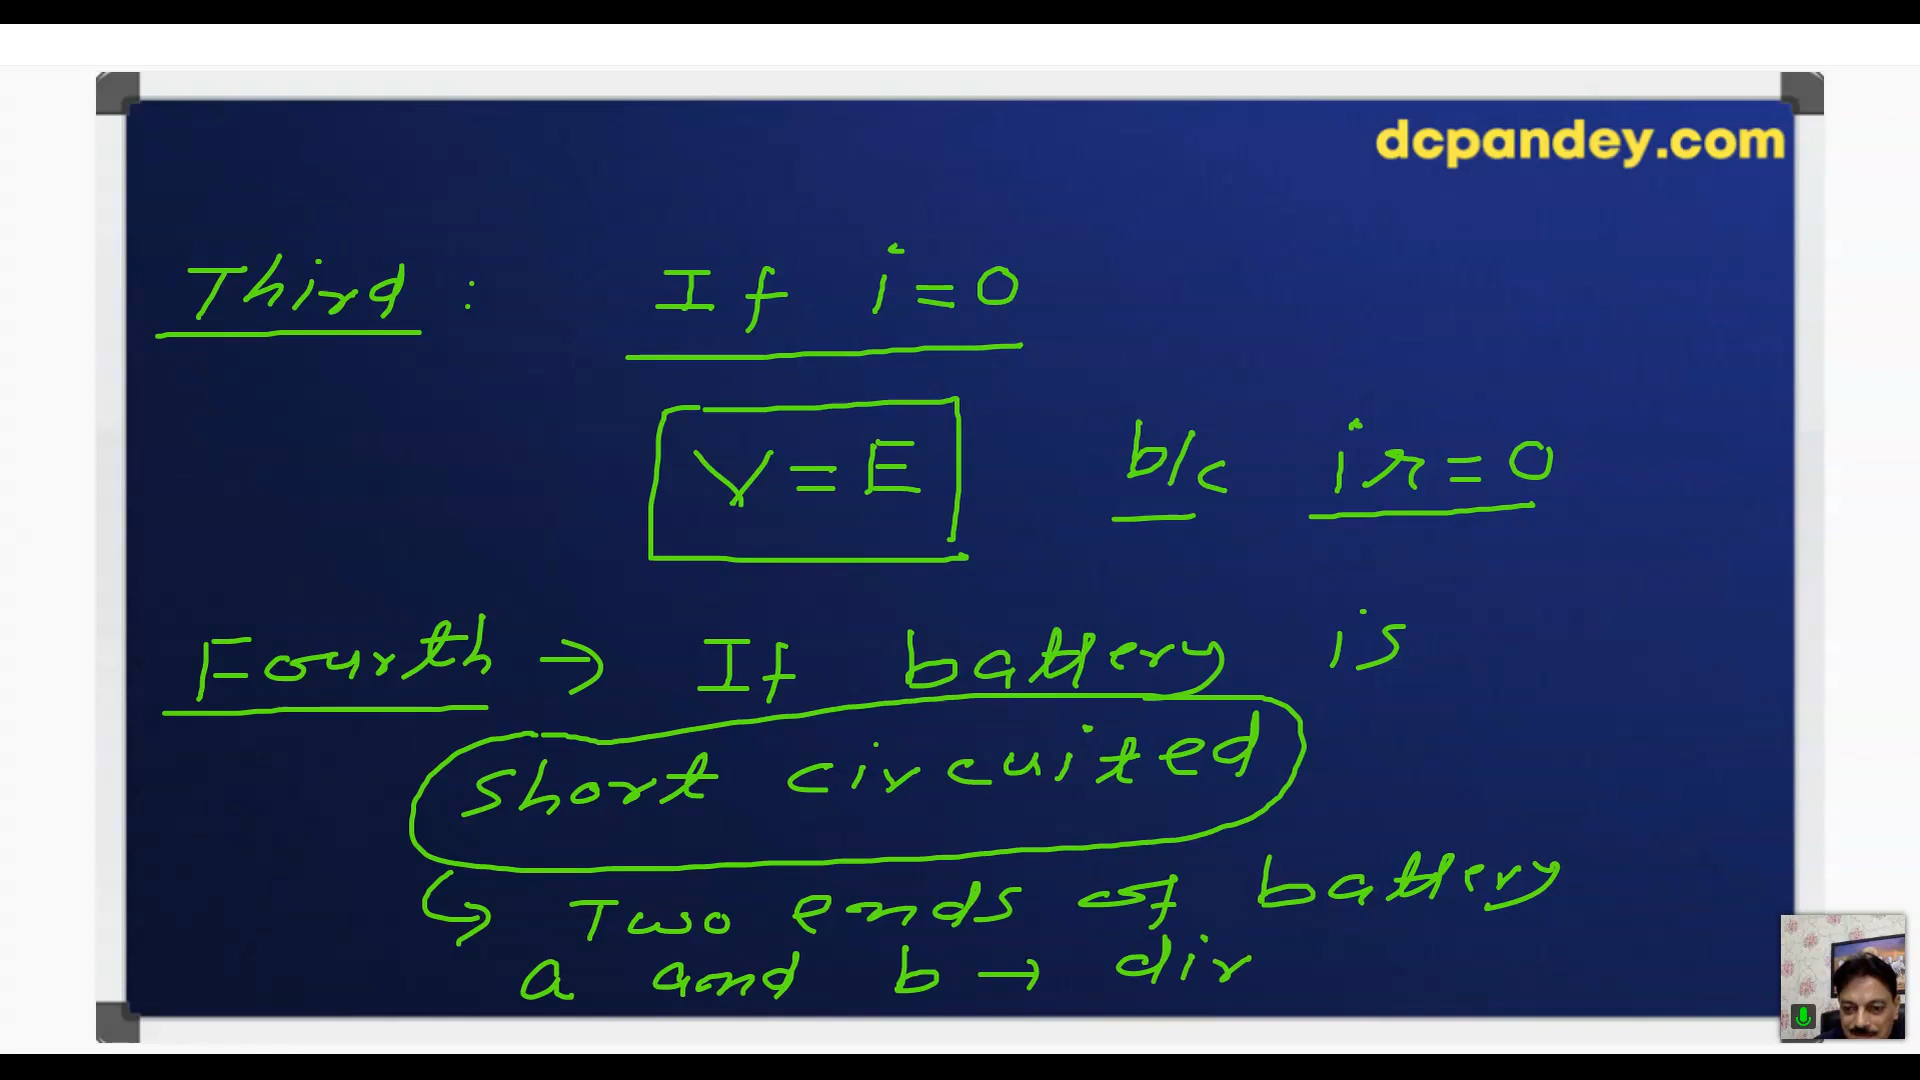 dcpandey.com
Third : If i=0
V=E b/c ir=0
Fourth → If battery is
short circuited
↳ Two ends of battery
a and b → dir